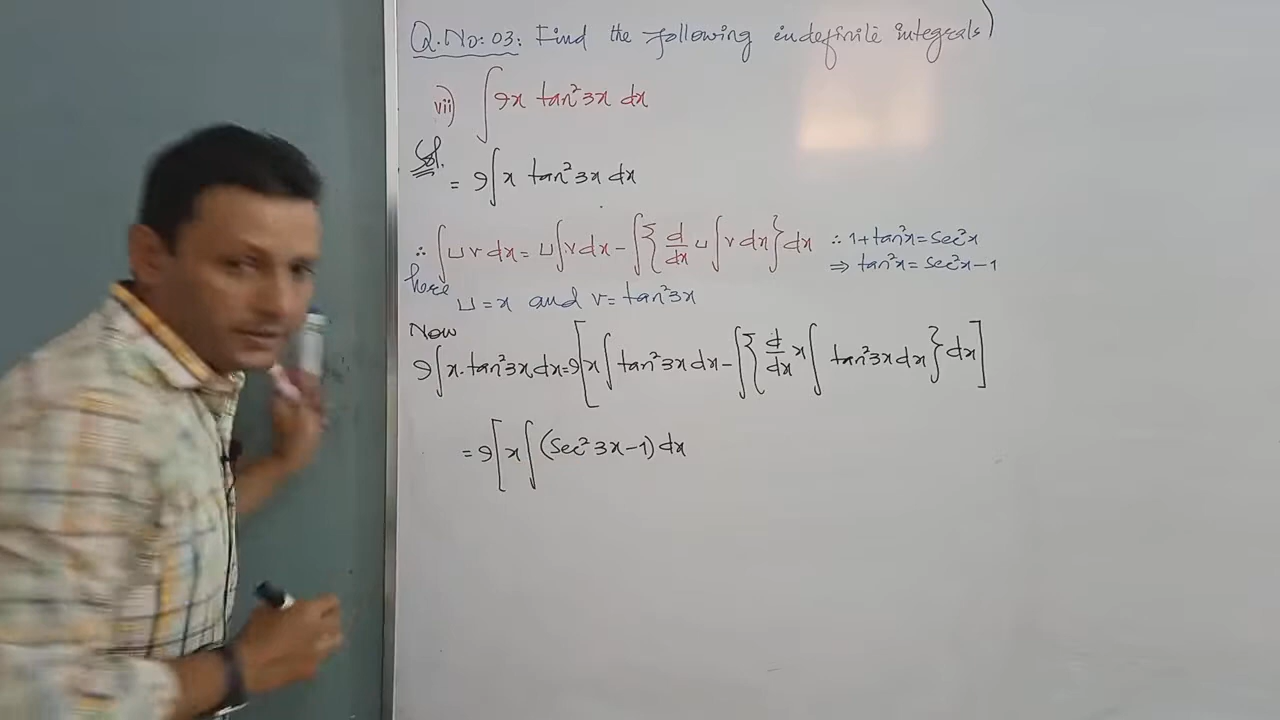 Q.No:03: Find the following indefinite integrals)
vii) ∫9x tan²3x dx
Sol.
= 9∫x tan²3x dx
∴ ∫uv dx = u∫v dx - ∫{d/dx u∫v dx}dx ∴ 1+tan²x = sec²x
⇒ tan²x = sec²x-1
here u = x and v = tan²3x
Now
9∫x.tan²3x dx = 9[x∫tan²3x dx - ∫{d/dx x∫tan²3x dx}dx]
= 9[x∫(Sec²3x-1)dx